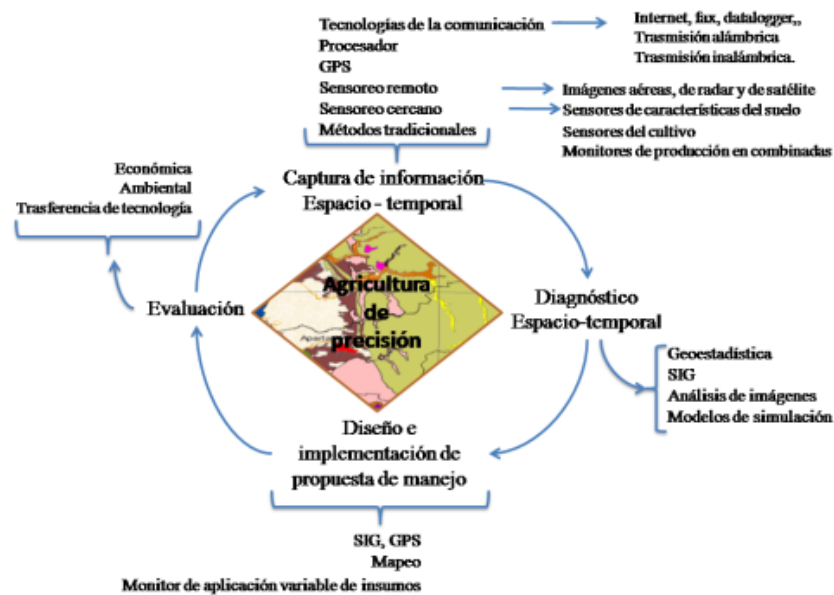 Tecnologías de la comunicación
Internet, fax, datalogger,,
Trasmisión alámbrica
Trasmisión inalámbrica.
Procesador
GPS
Sensoreo remoto
Imágenes aéreas, de radar y de satélite
Sensoreo cercano
Sensores de características del suelo
Sensores del cultivo
Monitores de producción en combinadas
Métodos tradicionales
Captura de información
Espacio - temporal
Económica
Ambiental
Trasferencia de tecnología
Evaluación
Agricultura
de
precisión
Diagnóstico
Espacio-temporal
Geoestadística
SIG
Análisis de imágenes
Modelos de simulación
Diseño e
implementación de
propuesta de manejo
SIG, GPS
Mapeo
Monitor de aplicación variable de insumos